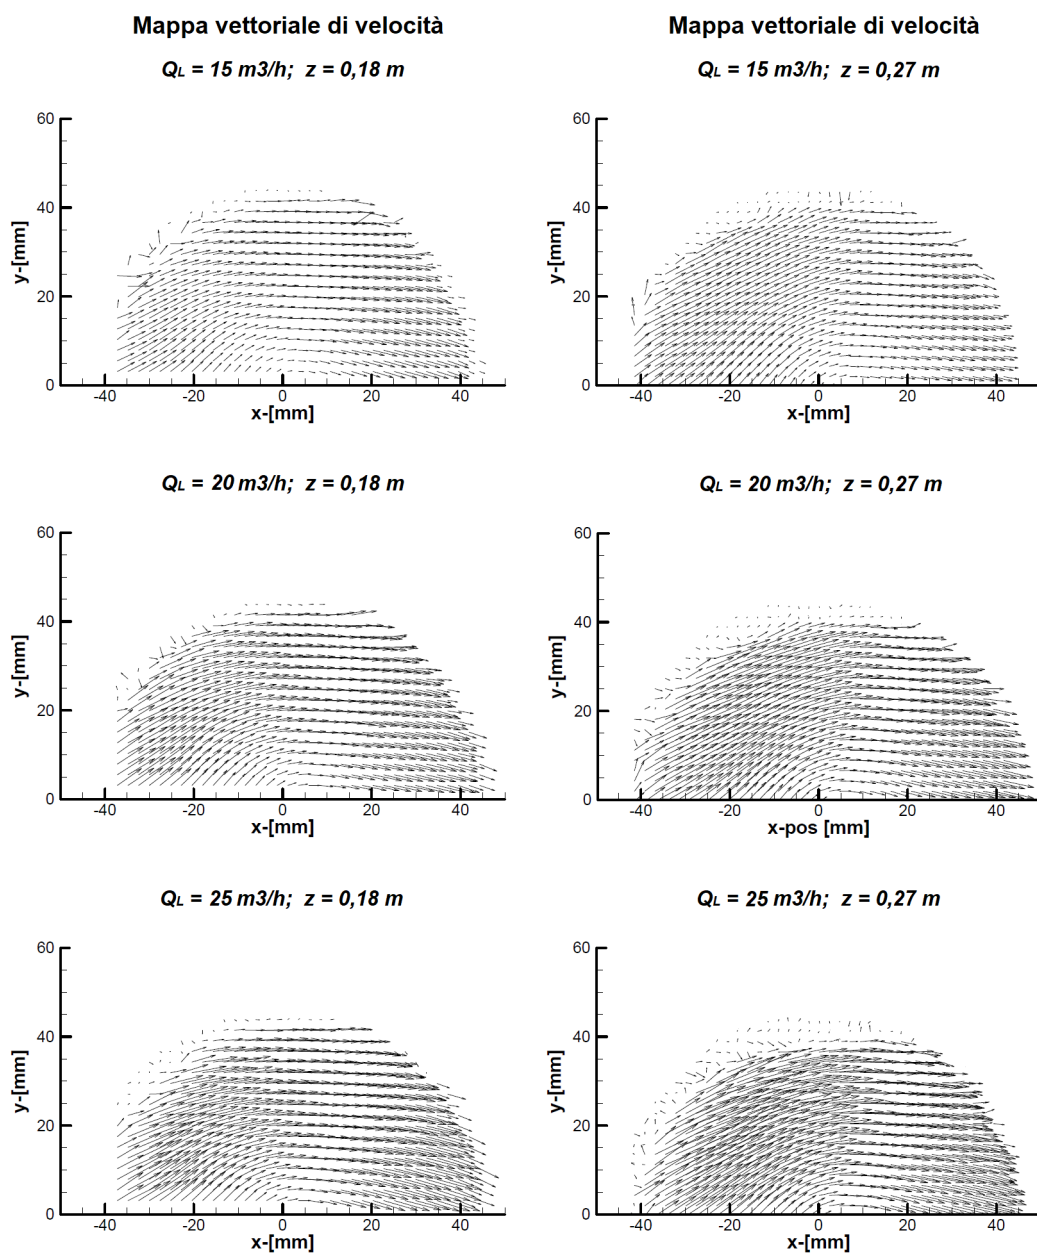 Mappa vettoriale di velocità
Mappa vettoriale di velocità
QL = 15 m3/h; z = 0,18 m
QL = 15 m3/h; z = 0,27 m
60
40
20
0
y-[mm]
-40 -20 0 20 40
x-[mm]
60
40
20
0
y-[mm]
-40 -20 0 20 40
x-[mm]
QL = 20 m3/h; z = 0,18 m
QL = 20 m3/h; z = 0,27 m
60
40
20
0
y-[mm]
-40 -20 0 20 40
x-[mm]
60
40
20
0
y-[mm]
-40 -20 0 20 40
x-pos [mm]
QL = 25 m3/h; z = 0,18 m
QL = 25 m3/h; z = 0,27 m
60
40
20
0
y-[mm]
-40 -20 0 20 40
x-[mm]
60
40
20
0
y-[mm]
-40 -20 0 20 40
x-[mm]